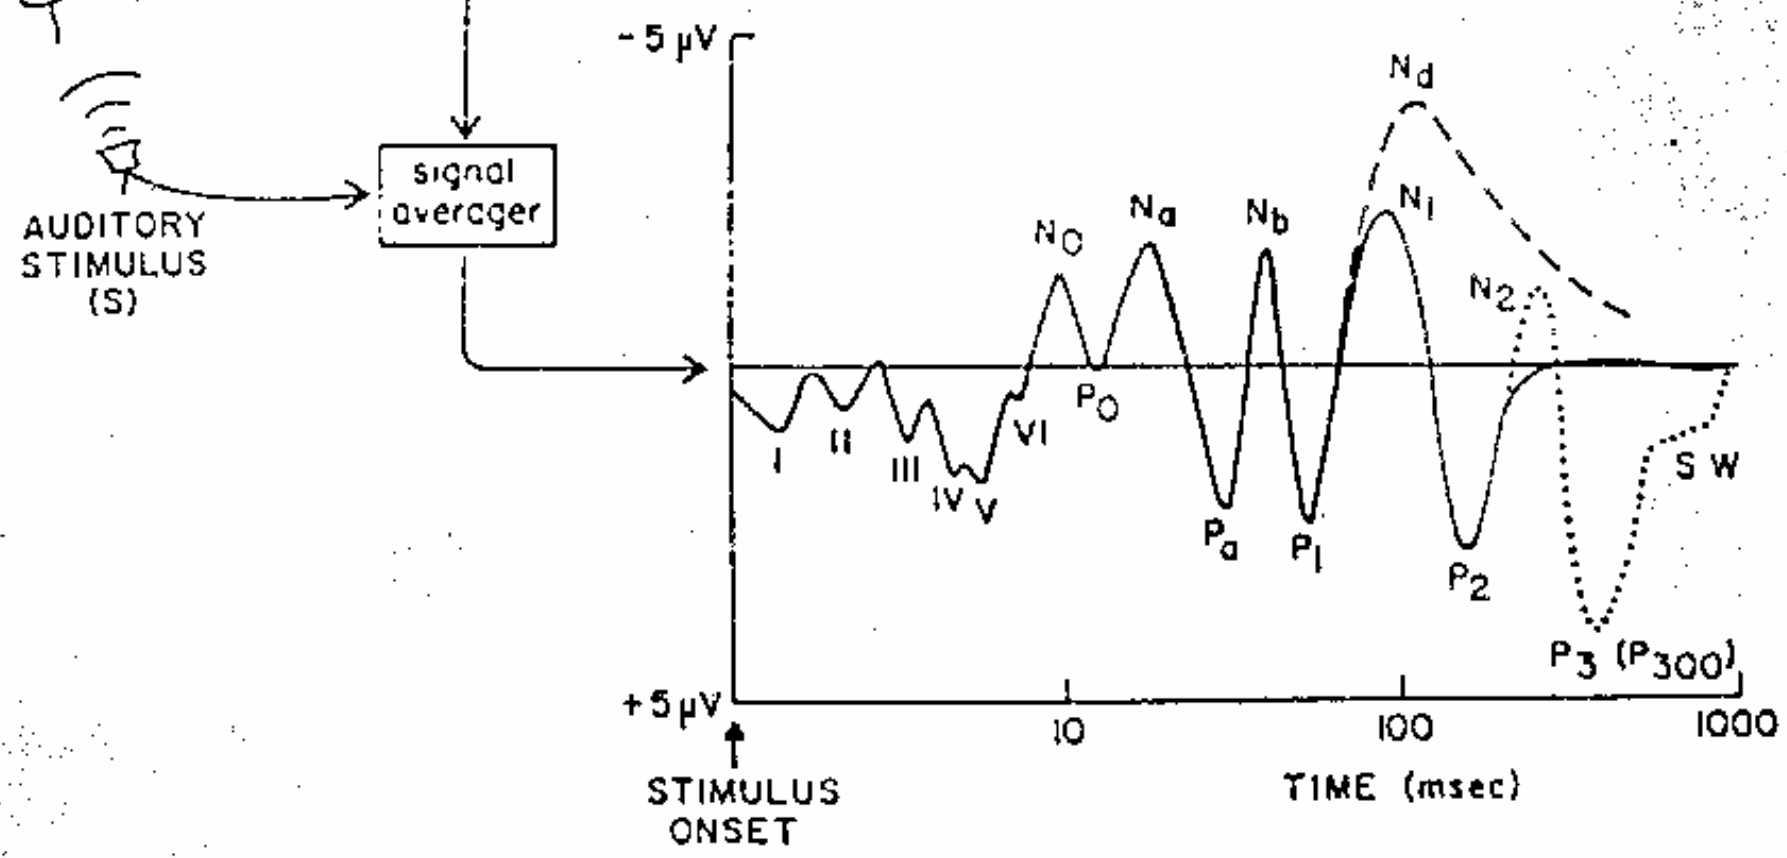 -5 μV
AUDITORY
STIMULUS
(S)
signal
averager
N0
Na
Nb
Nd
N1
N2
I
II
III
IV
V
VI
P0
Pa
P1
P2
P3 (P300)
SW
+5 μV
10
100
1000
TIME (msec)
STIMULUS
ONSET